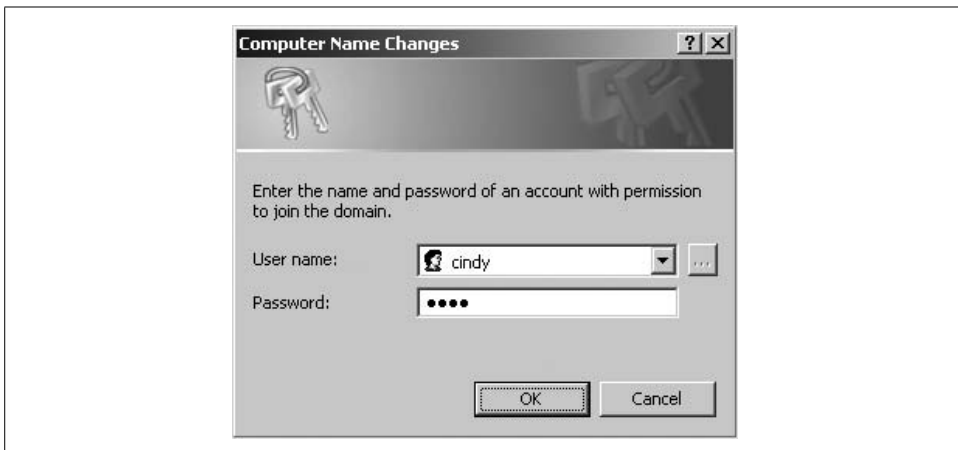 Computer Name Changes
Enter the name and password of an account with permission
to join the domain.
User name:
cindy
...
Password:
••••
OK
Cancel